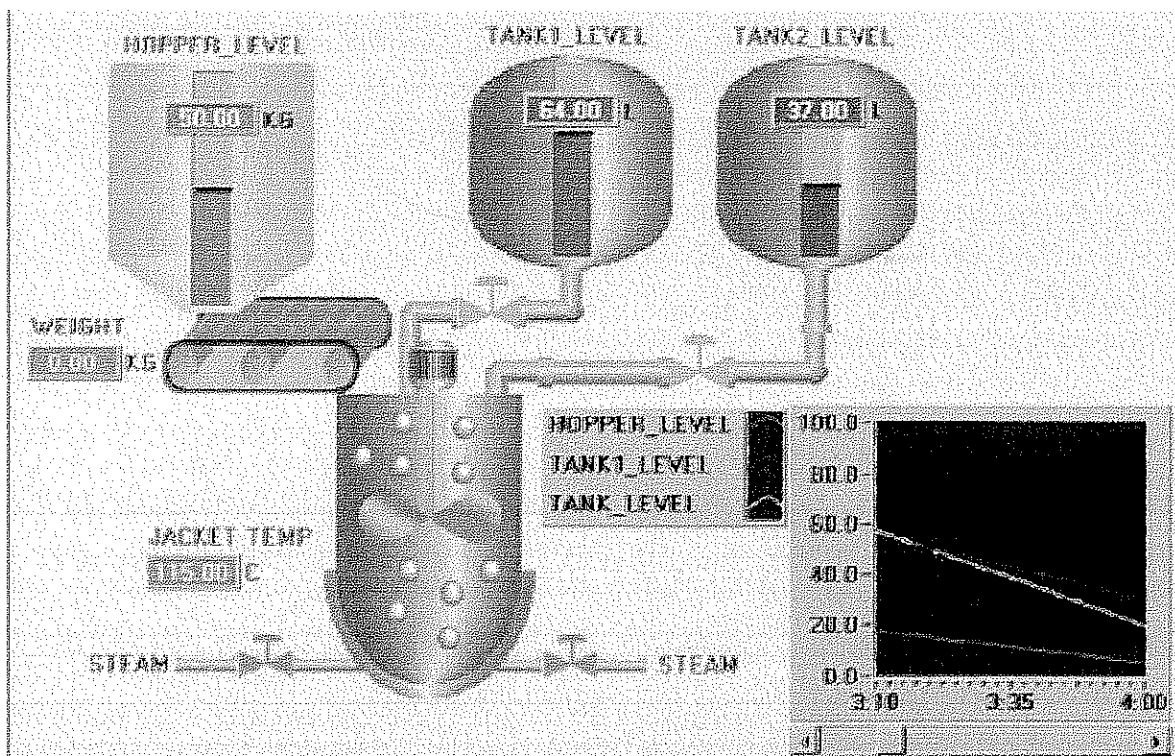 HOPPER_LEVEL
TANK1_LEVEL
TANK2_LEVEL
KG
64.00 L
37.00 L
WEIGHT
0.00 KG
JACKET TEMP
C
STEAM
STEAM
HOPPER_LEVEL
TANK1_LEVEL
TANK_LEVEL
100.0
80.0
60.0
40.0
20.0
0.0
3:10 3:35 4:00